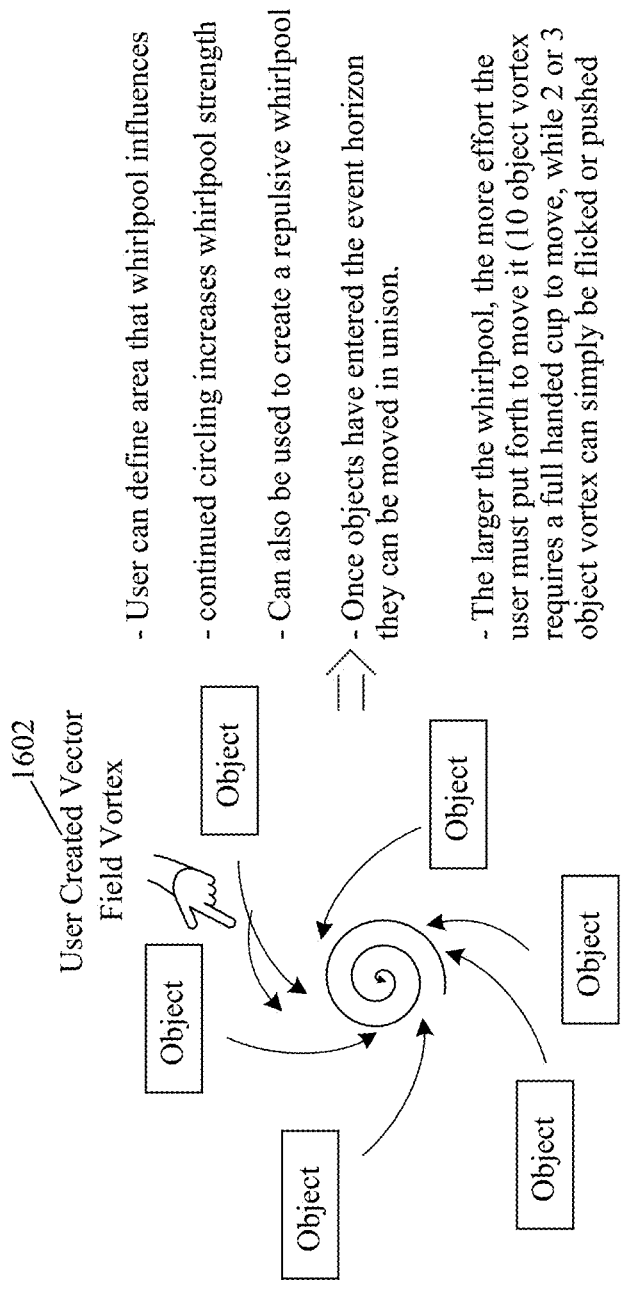 1602
User Created Vector
Field Vortex
Object
Object
Object
Object
Object
Object
- User can define area that whirlpool influences
- continued circling increases whirlpool strength
- Can also be used to create a repulsive whirlpool
- Once objects have entered the event horizon
they can be moved in unison.
- The larger the whirlpool, the more effort the
user must put forth to move it (10 object vortex
requires a full handed cup to move, while 2 or 3
object vortex can simply be flicked or pushed